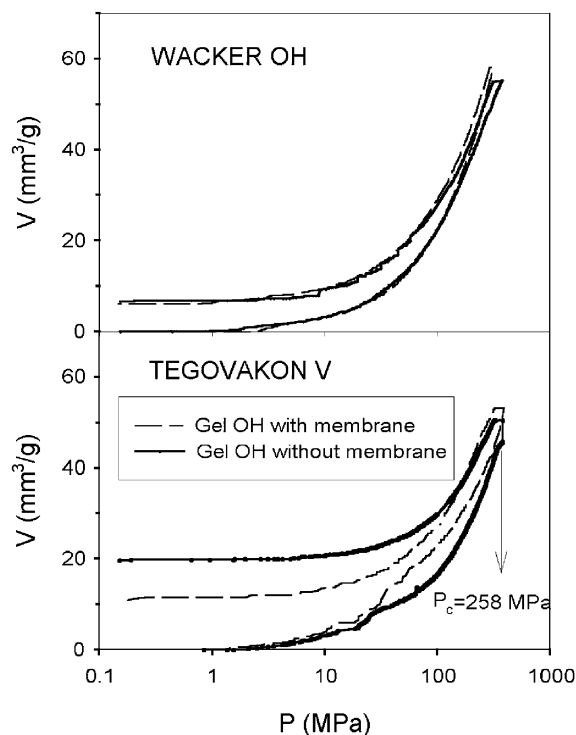 WACKER OH
60
40
20
0
V (mm³/g)
TEGOVAKON V
Gel OH with membrane
Gel OH without membrane
60
40
20
0
V (mm³/g)
Pc=258 MPa
0.1 1 10 100 1000
P (MPa)